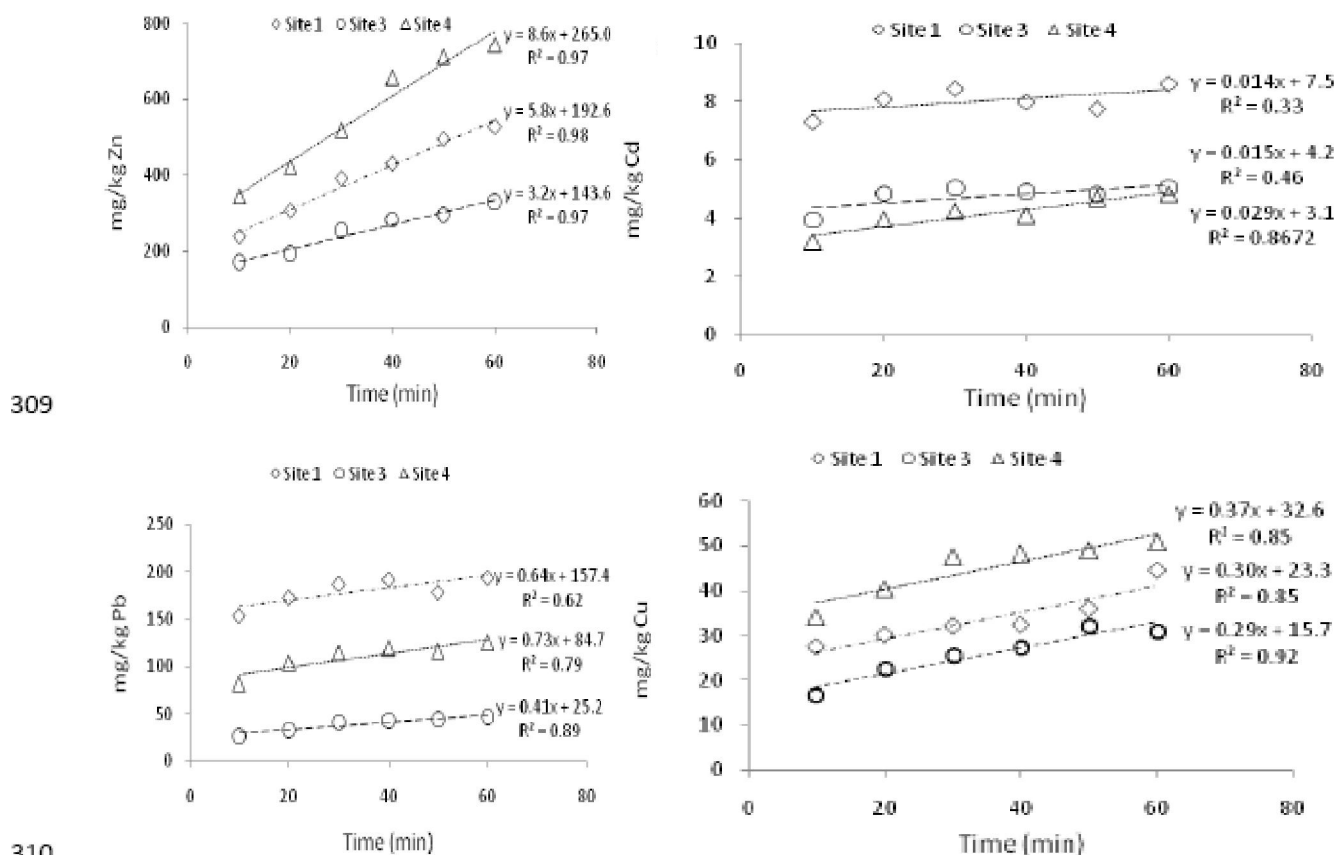 ◇ Site 1 ○ Site 3 △ Site 4
800
600
400
200
0
mg/kg Zn
y = 8.6x + 265.0
R² = 0.97
y = 5.8x + 192.6
R² = 0.98
y = 3.2x + 143.6
R² = 0.97
0 20 40 60 80
Time (min)
◇ Site 1 ○ Site 3 △ Site 4
10
8
6
4
2
0
mg/kg Cd
y = 0.014x + 7.5
R² = 0.33
y = 0.015x + 4.2
R² = 0.46
y = 0.029x + 3.1
R² = 0.8672
0 20 40 60 80
Time (min)
309
◇ Site 1 ○ Site 3 △ Site 4
250
200
150
100
50
0
mg/kg Pb
y = 0.64x + 157.4
R² = 0.62
y = 0.73x + 84.7
R² = 0.79
y = 0.41x + 25.2
R² = 0.89
0 20 40 60 80
Time (min)
◇ Site 1 ○ Site 3 △ Site 4
60
50
40
30
20
10
0
mg/kg Cu
y = 0.37x + 32.6
R² = 0.85
y = 0.30x + 23.3
R² = 0.85
y = 0.29x + 15.7
R² = 0.92
0 20 40 60 80
Time (min)
310